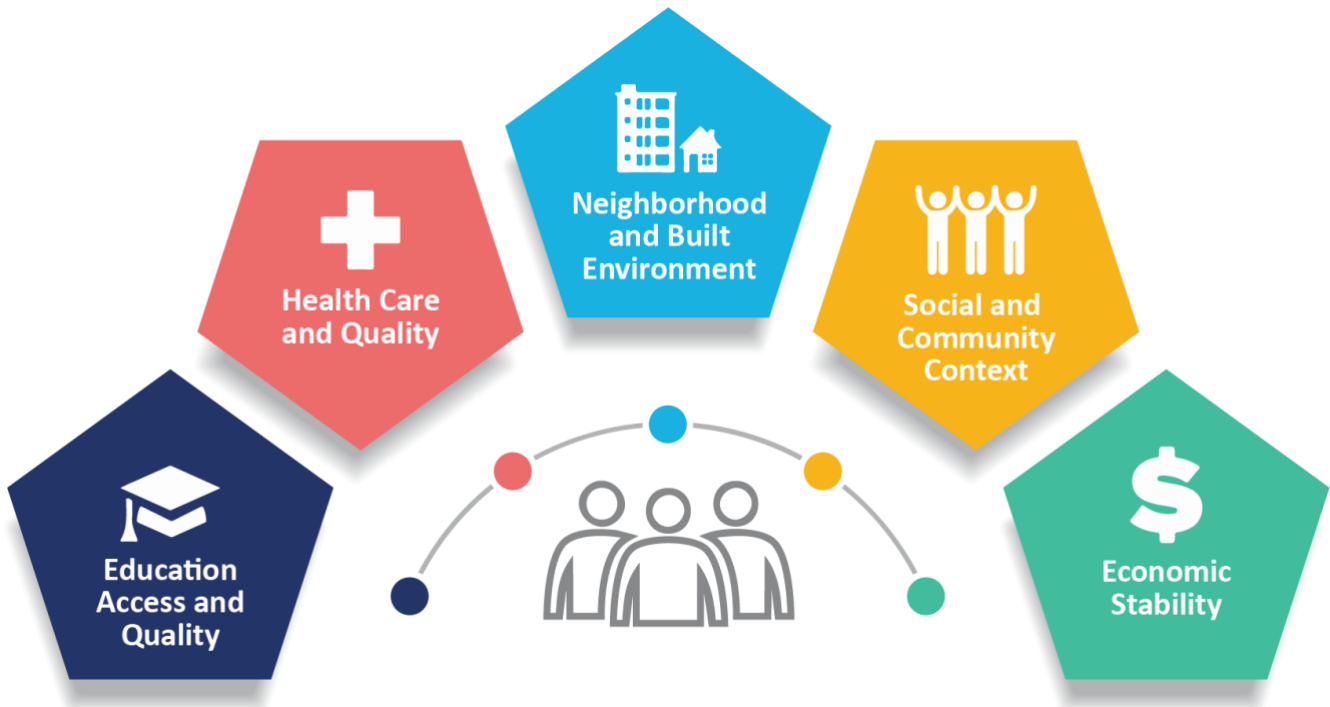 Education
Access and
Quality
Health Care
and Quality
Neighborhood
and Built
Environment
Social and
Community
Context
Economic
Stability